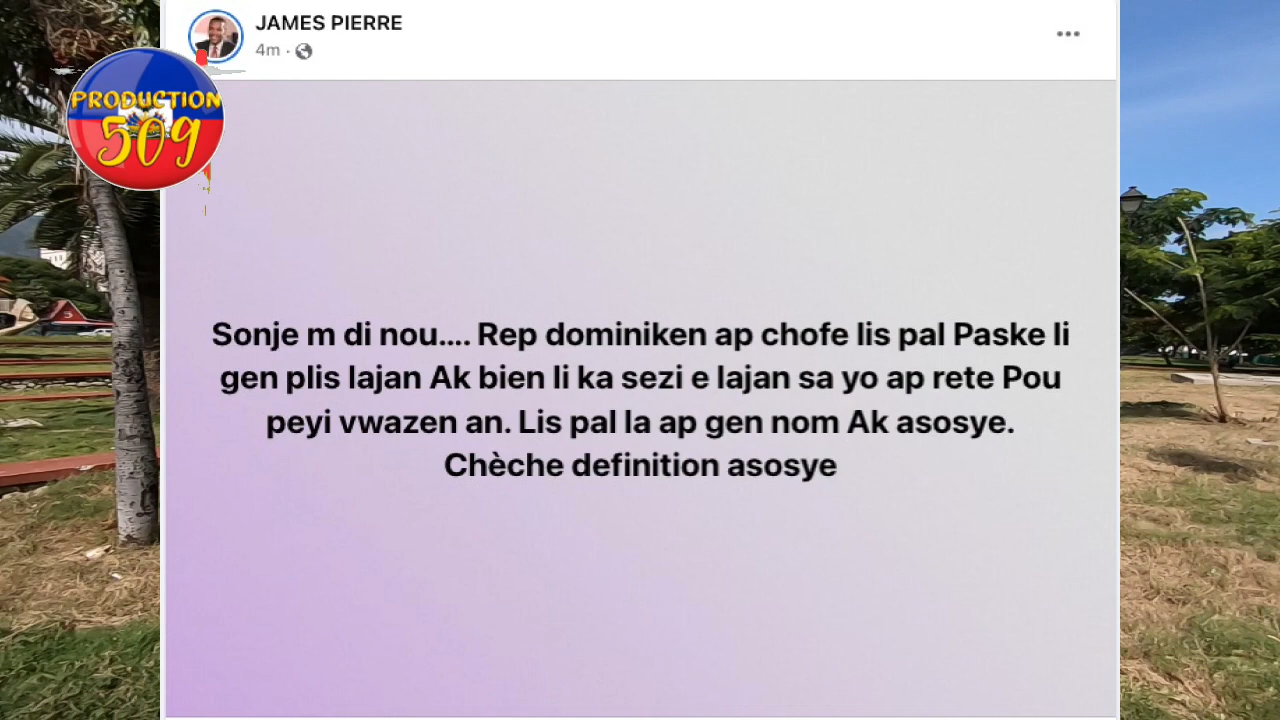 JAMES PIERRE
4m ·
PRODUCTION
509
Sonje m di nou.... Rep dominiken ap chofe lis pal Paske li
gen plis lajan Ak bien li ka sezi e lajan sa yo ap rete Pou
peyi vwazen an. Lis pal la ap gen nom Ak asosye.
Chèche definition asosye